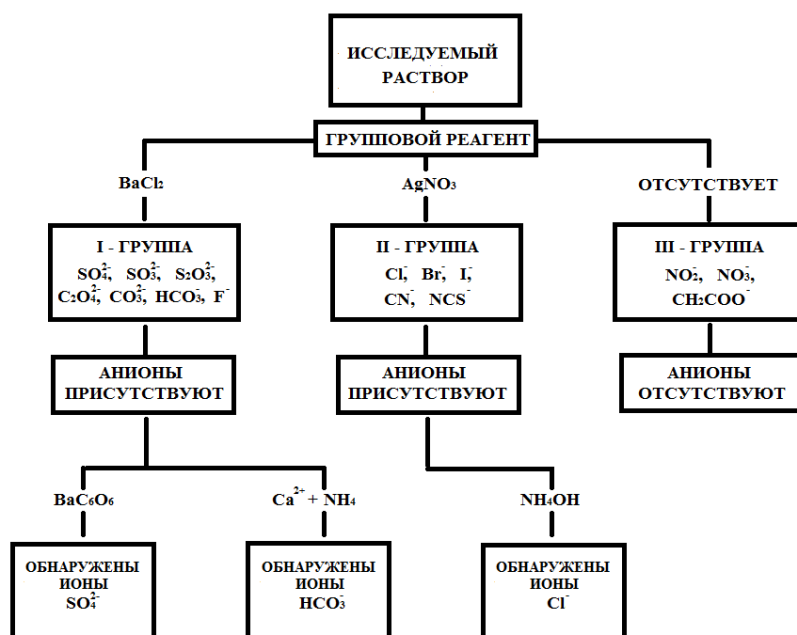 ИССЛЕДУЕМЫЙ
РАСТВОР
ГРУППОВОЙ РЕАГЕНТ
BaCl₂
AgNO₃
ОТСУТСТВУЕТ
I - ГРУППА
SO₄²⁻, SO₃²⁻, S₂O₃²⁻,
C₂O₄²⁻, CO₃²⁻, HCO₃⁻, F⁻
II - ГРУППА
Cl⁻, Br⁻, I⁻,
CN⁻, NCS⁻
III - ГРУППА
NO₂⁻, NO₃⁻,
CH₂COO⁻
АНИОНЫ
ПРИСУТСТВУЮТ
АНИОНЫ
ПРИСУТСТВУЮТ
АНИОНЫ
ОТСУТСТВУЮТ
BaC₆O₆
Ca²⁺ + NH₄
NH₄OH
ОБНАРУЖЕНЫ
ИОНЫ
SO₄²⁻
ОБНАРУЖЕНЫ
ИОНЫ
HCO₃⁻
ОБНАРУЖЕНЫ
ИОНЫ
Cl⁻